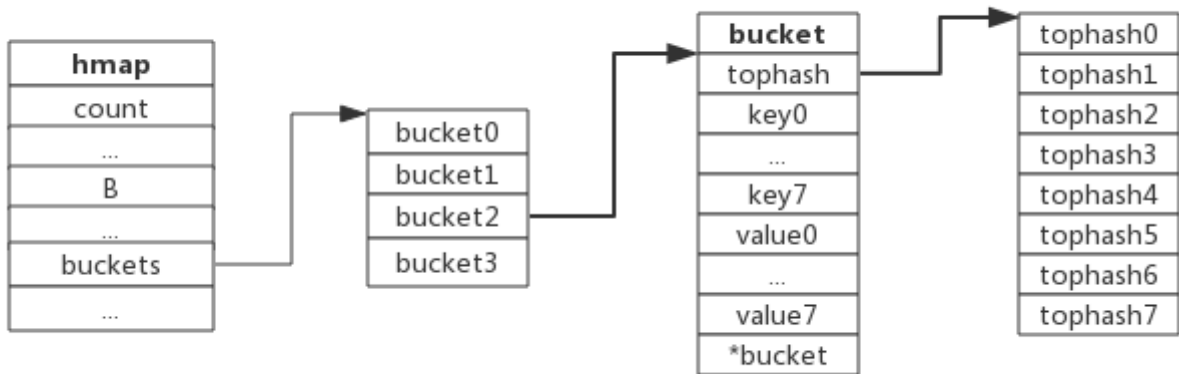 hmap
count
...
B
...
buckets
...
bucket0
bucket1
bucket2
bucket3
bucket
tophash
key0
...
key7
value0
...
value7
*bucket
tophash0
tophash1
tophash2
tophash3
tophash4
tophash5
tophash6
tophash7